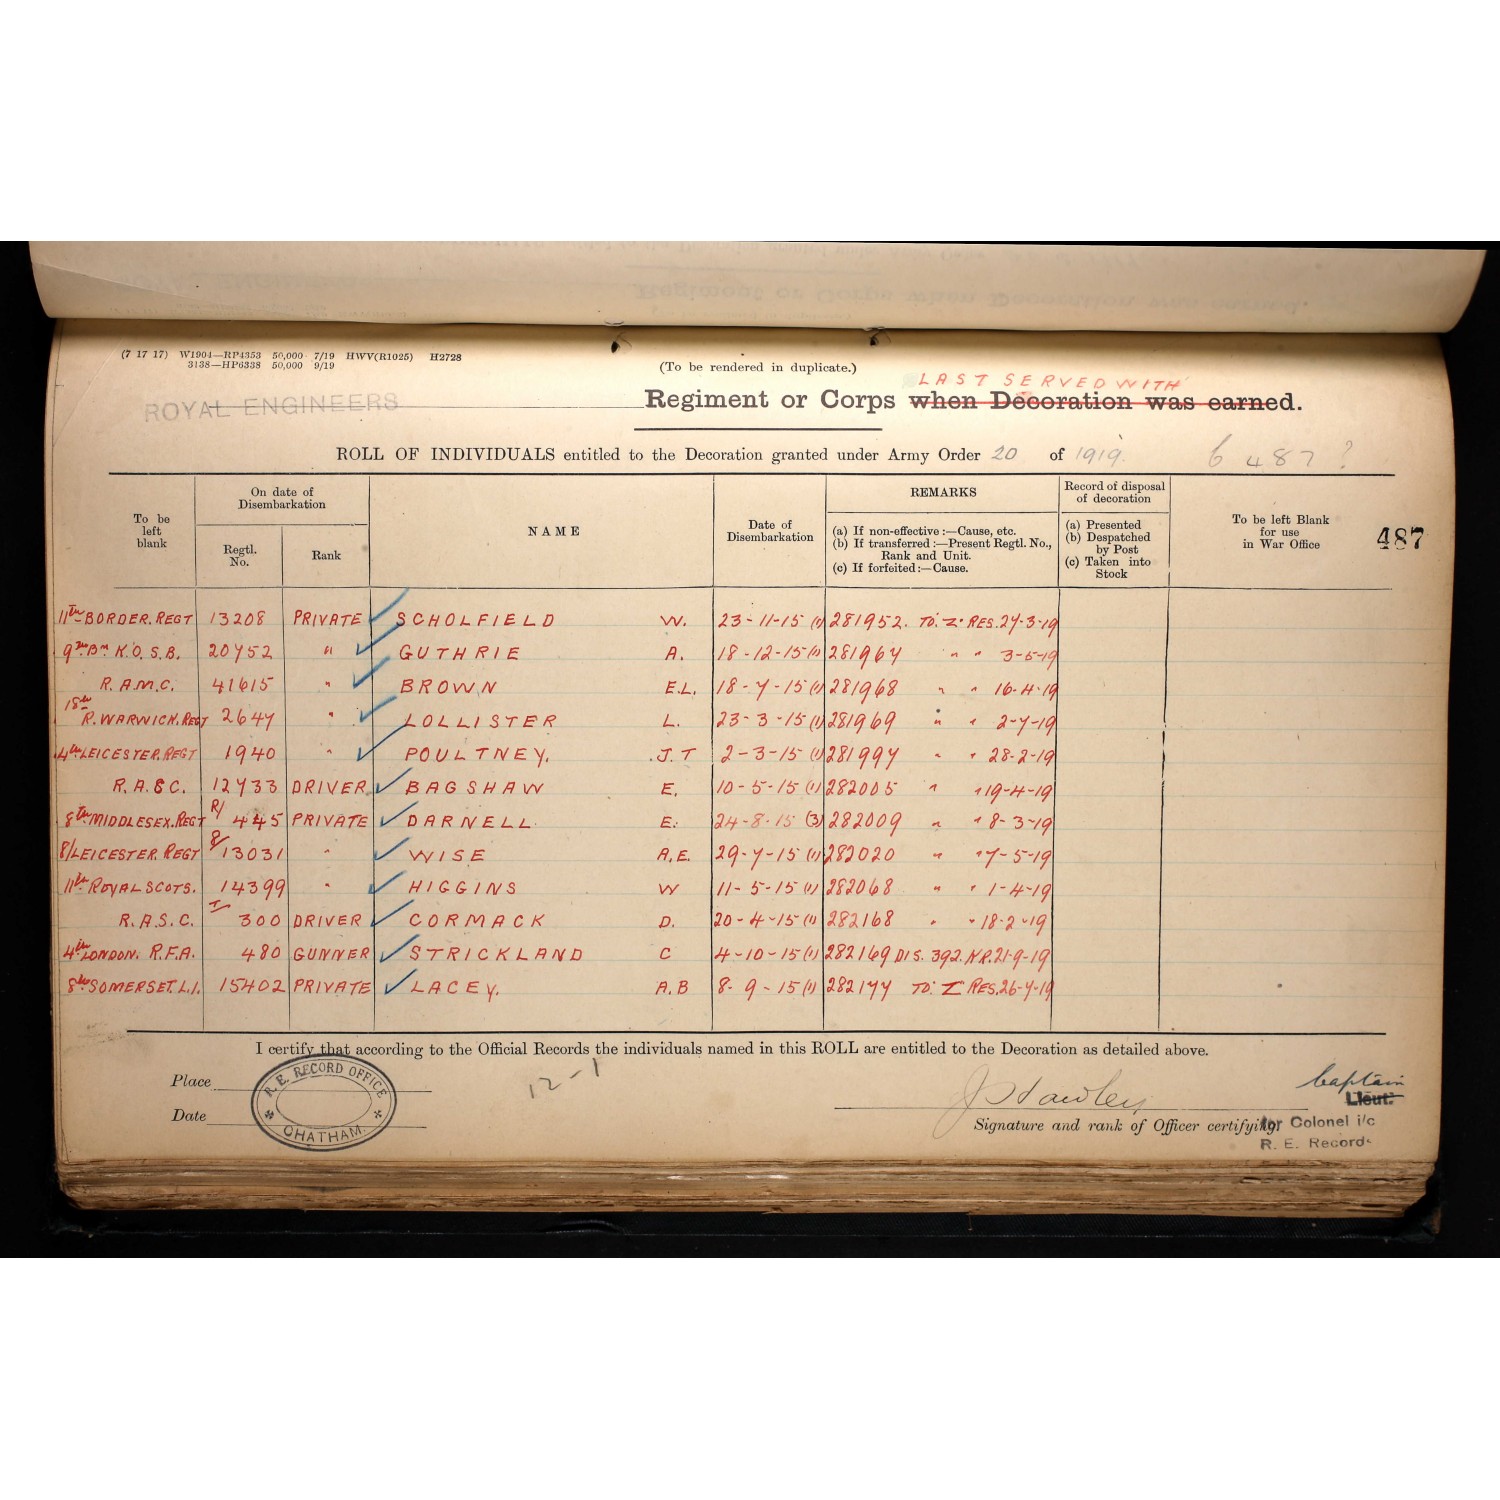 (7 17 17) W1904—RP4353 50,000 7/19 HWV(R1025) H2728
3138—HP6338 50,000 9/19
(To be rendered in duplicate.)
LAST SERVED WITH
ROYAL ENGINEERS Regiment or Corps when Decoration was earned.
ROLL OF INDIVIDUALS entitled to the Decoration granted under Army Order 20 of 1919. 6 487 ?
To be left blank
On date of Disembarkation
Regtl. No.
Rank
NAME
Date of Disembarkation
REMARKS
(a) If non-effective:—Cause, etc.
(b) If transferred:—Present Regtl. No., Rank and Unit.
(c) If forfeited:—Cause.
Record of disposal of decoration
(a) Presented
(b) Despatched by Post
(c) Taken into Stock
To be left Blank for use in War Office
487
11th BORDER. REGT 13208 PRIVATE SCHOLFIELD W. 23-11-15 (1) 281952. TO. Z. RES. 27-3-19
9th Bn K.O.S.B. 20752 " GUTHRIE A. 18-12-15 (1) 281967 " " 3-5-19
R.A.M.C. 41615 " BROWN E.L. 18-7-15 (1) 281968 " " 16-4-19
18th R. WARWICK. REGT 2647 " LOLLISTER L. 23-3-15 (1) 281969 " " 2-7-19
4th LEICESTER. REGT 1940 " POULTNEY. J.T 2-3-15 (1) 281997 " " 28-2-19
R.A.S.C. 12733 DRIVER BAGSHAW E. 10-5-15 (1) 282005 " " 19-4-19
8th MIDDLESEX. REGT R/445 PRIVATE DARNELL E. 24-8-15 (3) 282009 " " 8-3-19
8/LEICESTER. REGT 8/13031 " WISE A.E. 29-7-15 (1) 282020 " " 7-5-19
11th ROYAL SCOTS. 14399 " HIGGINS W 11-5-15 (1) 282068 " " 1-4-19
R.A.S.C. T/300 DRIVER CORMACK D. 20-4-15 (1) 282168 " " 18-2-19
4th LONDON. R.F.A. 480 GUNNER STRICKLAND C 4-10-15 (1) 282169 DIS. 392. K.R. 21-9-19
8th SOMERSET. L.I. 15402 PRIVATE LACEY. A.B 8-9-15 (1) 282177 TO. Z RES. 26-7-19
I certify that according to the Official Records the individuals named in this ROLL are entitled to the Decoration as detailed above.
Place
Date
R. E. RECORD OFFICE
CHATHAM.
12-1
J Hawley
Captain
Lieut.
Signature and rank of Officer certifying.
for Colonel i/c
R. E. Records